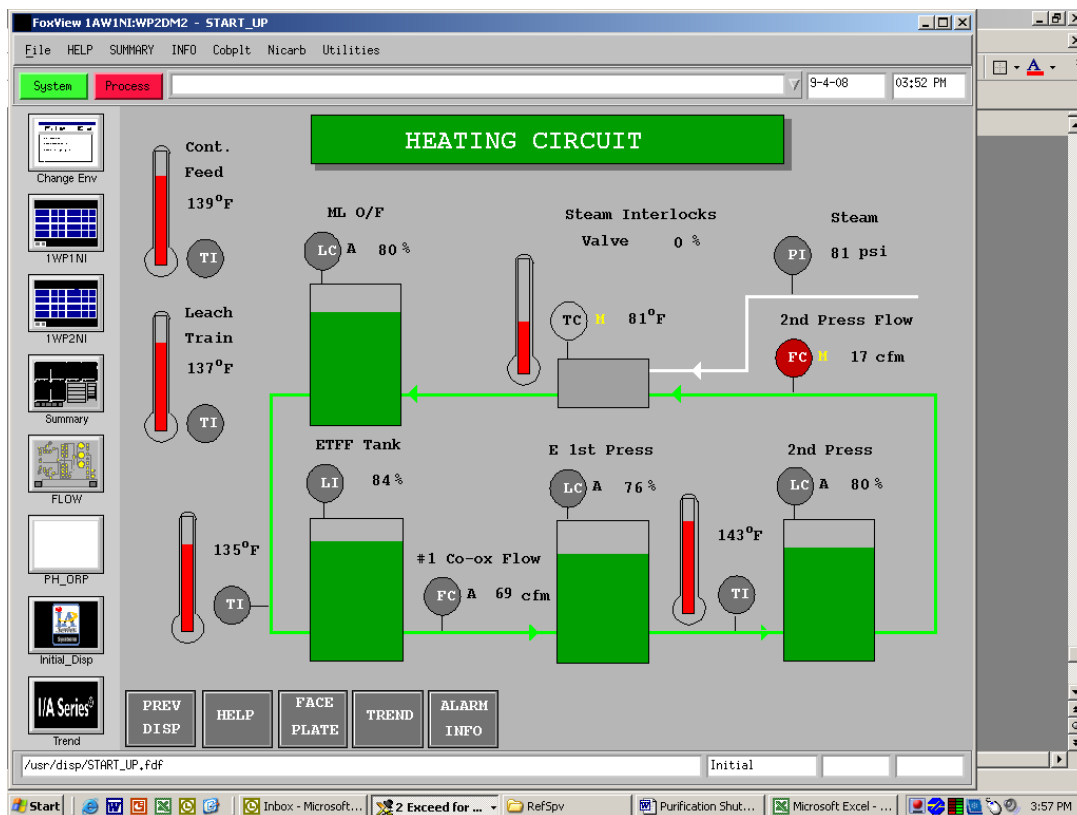 FoxView 1AW1NI:WP2DM2 - START_UP
File HELP SUMMARY INFO Cobplt Nicarb Utilities
System Process 9-4-08 03:52 PM
HEATING CIRCUIT
Change Env
1WP1NI
1WP2NI
Summary
FLOW
PH_ORP
Initial_Disp
I/A Series®
Trend
Cont.
Feed
139°F
TI
Leach
Train
137°F
TI
ML O/F
LC A 80 %
Steam Interlocks
Valve 0 %
TC M 81°F
Steam
PI 81 psi
2nd Press Flow
FC M 17 cfm
ETFF Tank
LI 84 %
E 1st Press
LC A 76 %
2nd Press
LC A 80 %
135°F
TI
#1 Co-ox Flow
FC A 69 cfm
143°F
TI
PREV DISP
HELP
FACE PLATE
TREND
ALARM INFO
/usr/disp/START_UP.fdf Initial
Start Inbox - Microsoft... 2 Exceed for ... RefSpv Purification Shut... Microsoft Excel - ... 3:57 PM